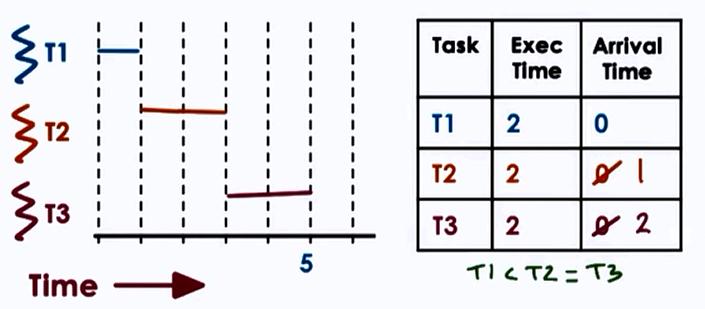 T1
T2
T3
5
Time
Task Exec Time Arrival Time
T1 2 0
T2 2 0 1
T3 2 0 2
T1 < T2 = T3